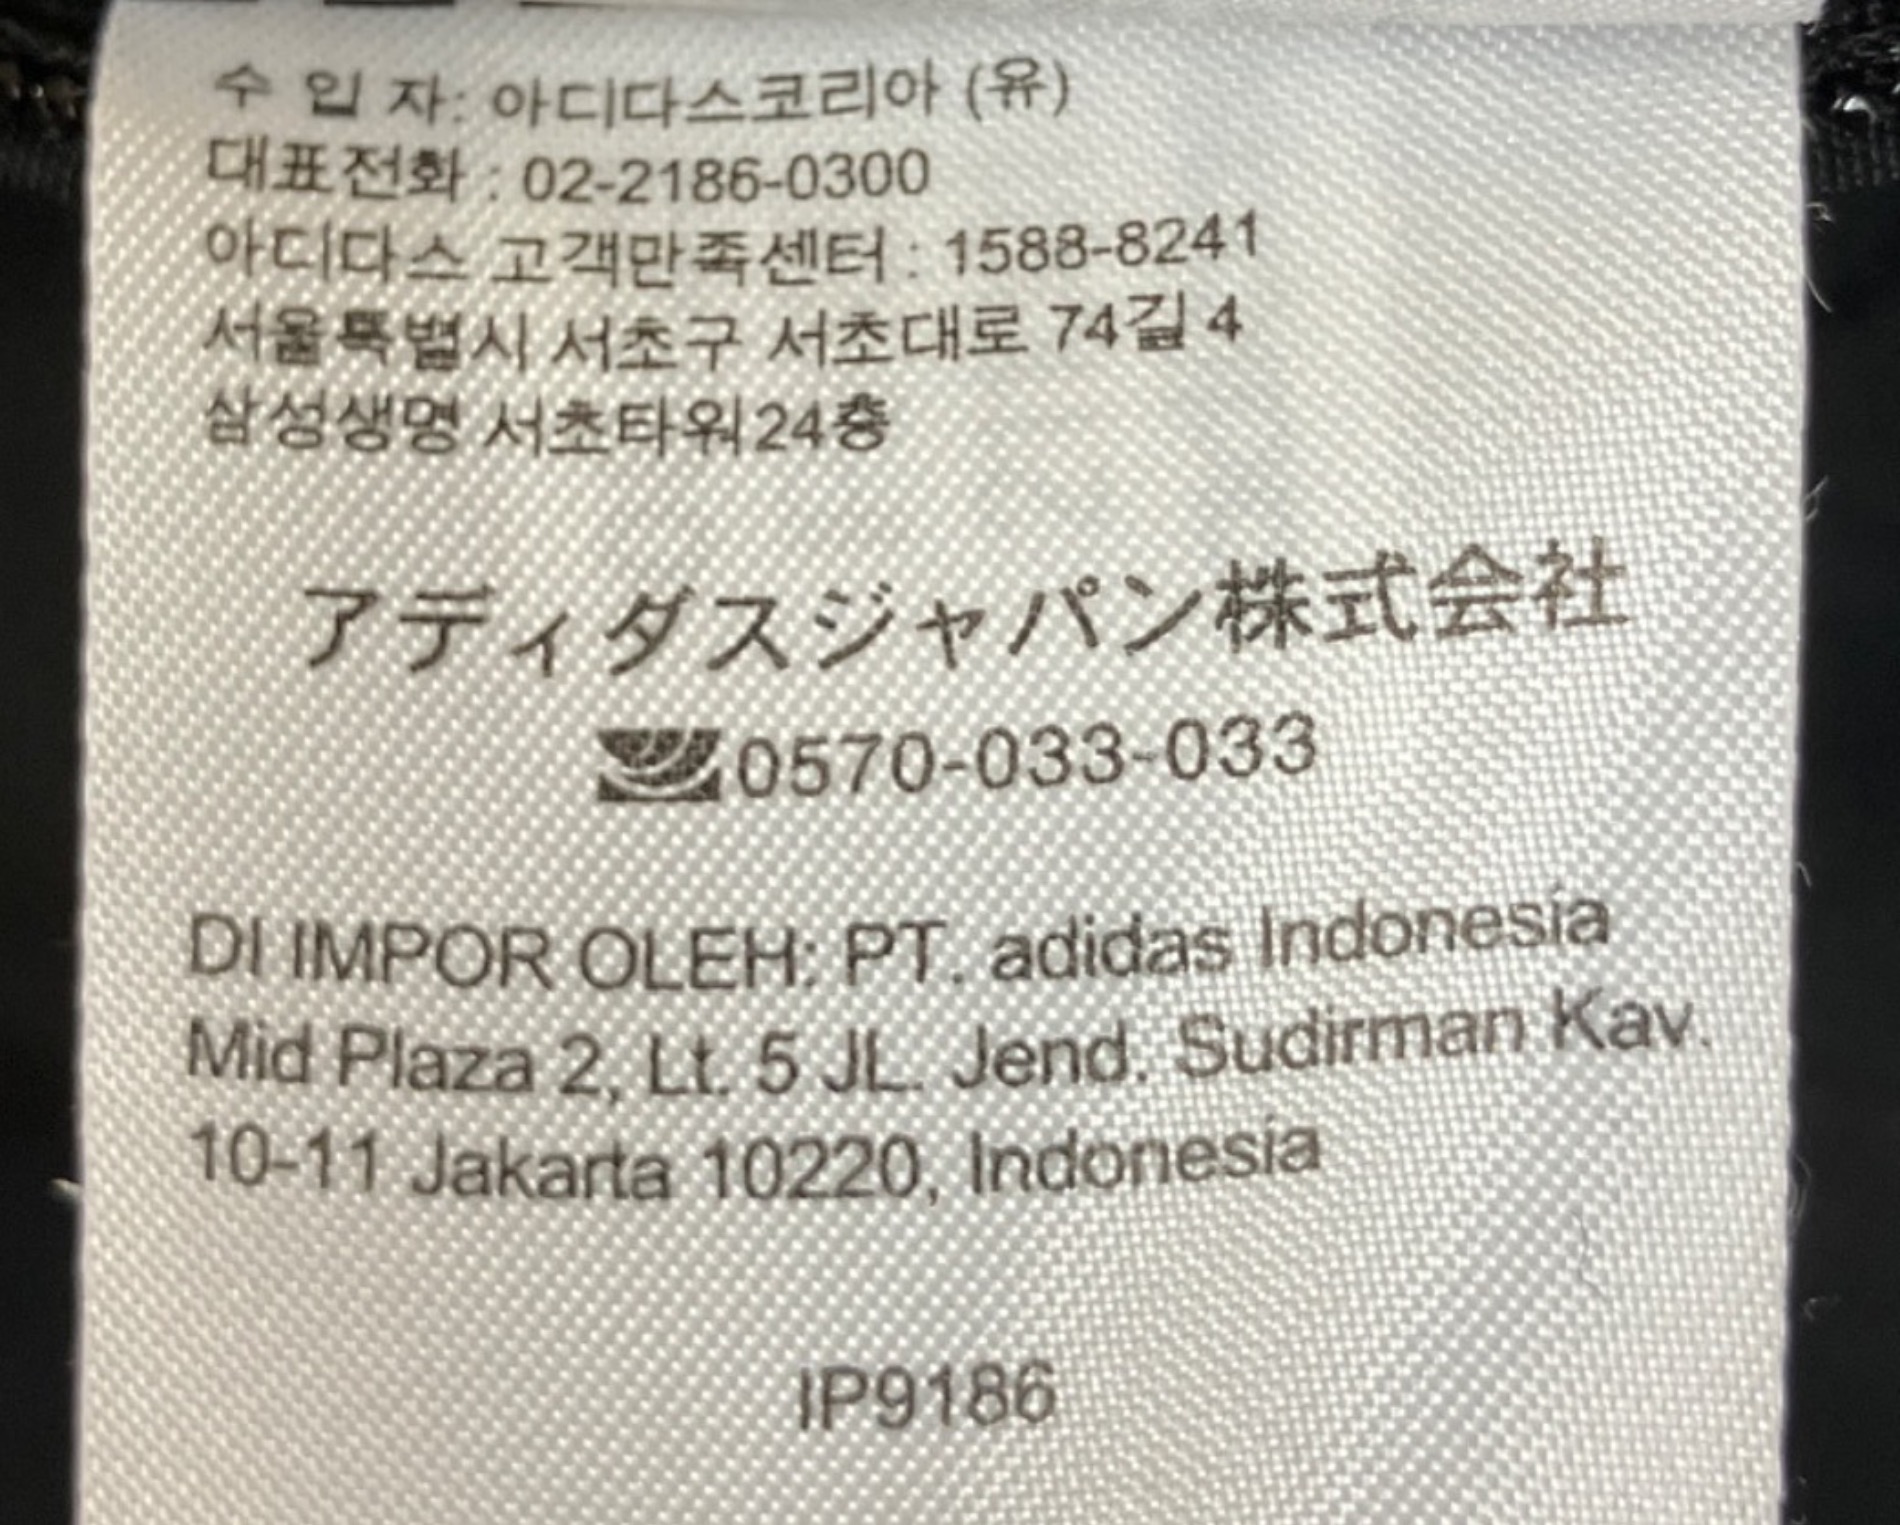 수 입 자: 아디다스코리아 (유)
대표전화 : 02-2186-0300
아디다스 고객만족센터 : 1588-8241
서울특별시 서초구 서초대로 74길 4
삼성생명 서초타워24층
アディダスジャパン株式会社
0570-033-033
DI IMPOR OLEH: PT. adidas Indonesia
Mid Plaza 2, Lt. 5 JL. Jend. Sudirman Kav.
10-11 Jakarta 10220, Indonesia
IP9186